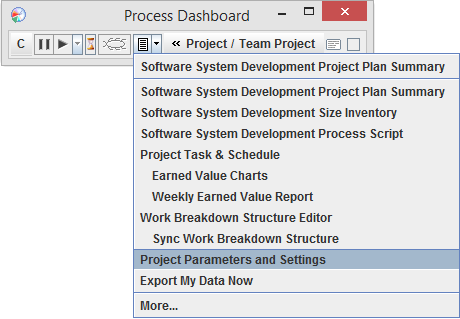 Process Dashboard
C
« Project / Team Project
Software System Development Project Plan Summary
Software System Development Project Plan Summary
Software System Development Size Inventory
Software System Development Process Script
Project Task & Schedule
Earned Value Charts
Weekly Earned Value Report
Work Breakdown Structure Editor
Sync Work Breakdown Structure
Project Parameters and Settings
Export My Data Now
More...